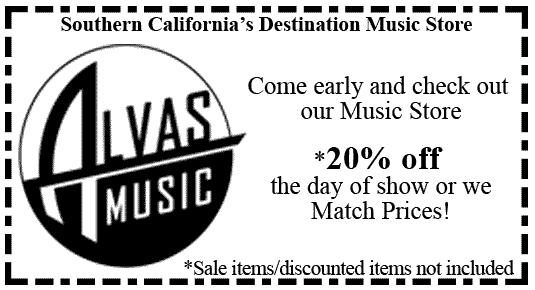 Southern California's Destination Music Store
ALVAS
MUSIC
Come early and check out
our Music Store
*20% off
the day of show or we
Match Prices!
*Sale items/discounted items not included